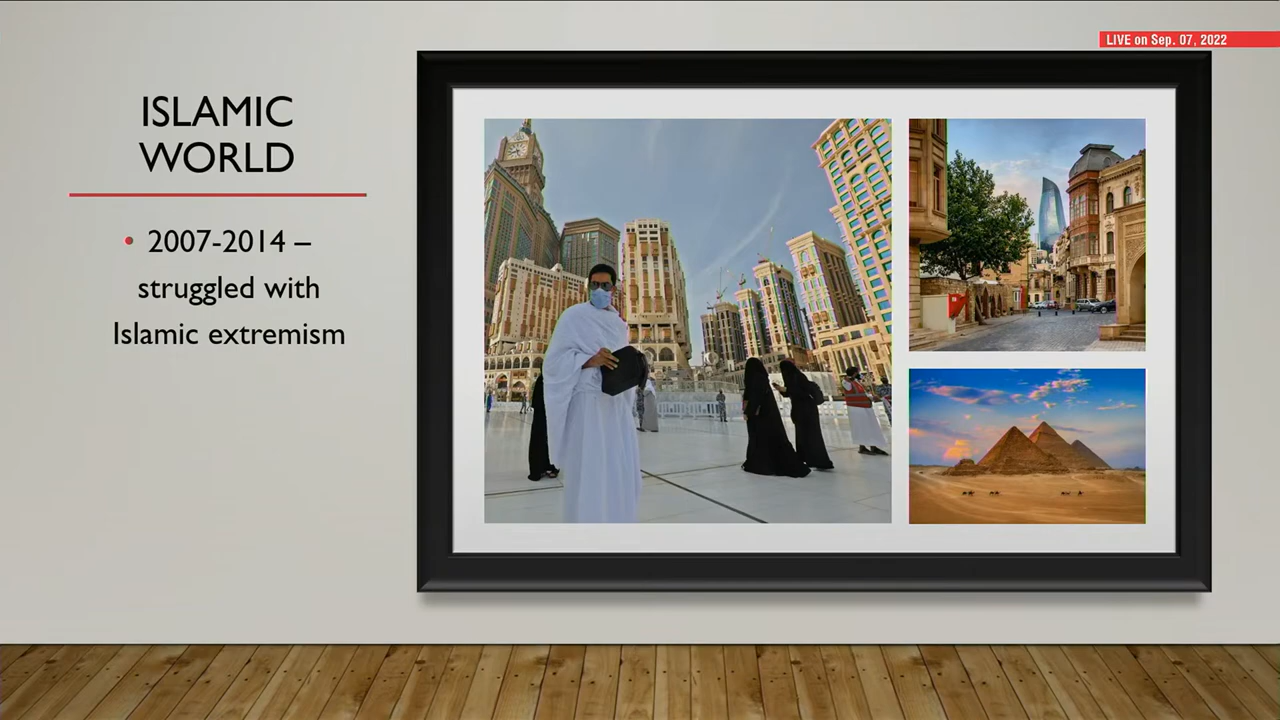 LIVE on Sep. 07, 2022
ISLAMIC
WORLD
• 2007-2014 –
struggled with
Islamic extremism